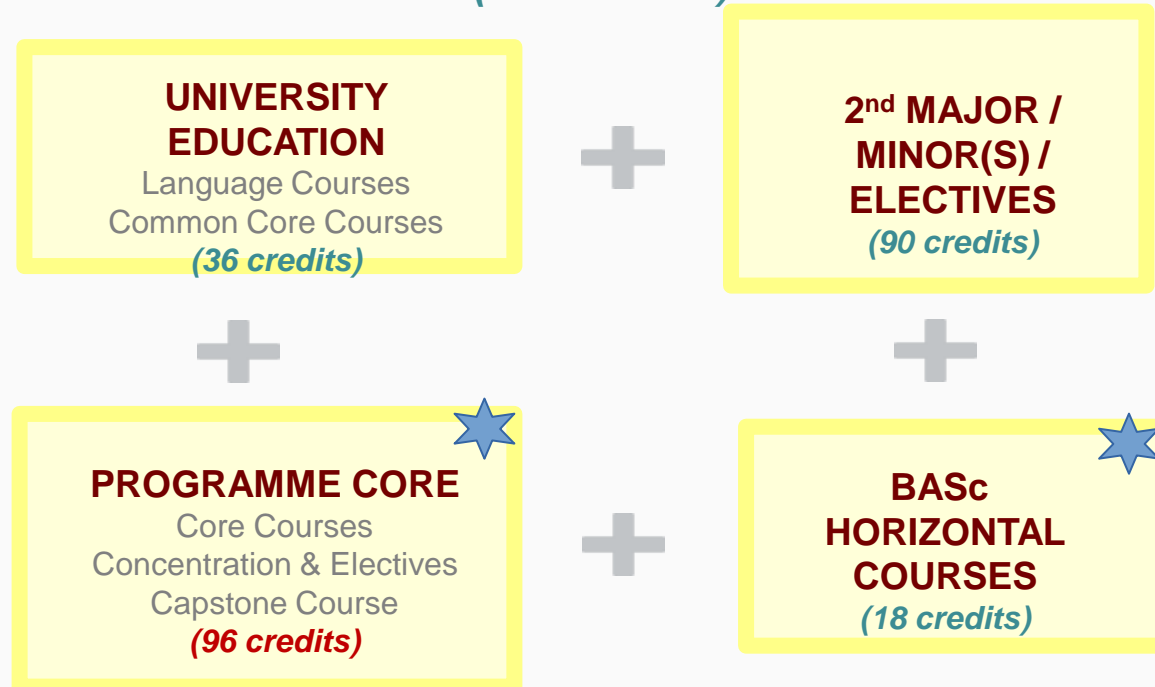 UNIVERSITY
EDUCATION
Language Courses
Common Core Courses
(36 credits)
2nd MAJOR /
MINOR(S) /
ELECTIVES
(90 credits)
PROGRAMME CORE
Core Courses
Concentration & Electives
Capstone Course
(96 credits)
BASc
HORIZONTAL
COURSES
(18 credits)